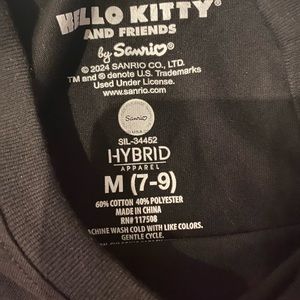 HELLO KITTY
AND FRIENDS
by Sanrio®
© 2024 SANRIO CO., LTD.
TM and ® denote U.S. Trademarks
Used Under License.
www.sanrio.com
Sanrio
SIL-34452
HYBRID
APPAREL
M (7-9)
60% COTTON 40% POLYESTER
MADE IN CHINA
RN# 117508
MACHINE WASH COLD WITH LIKE COLORS.
GENTLE CYCLE.